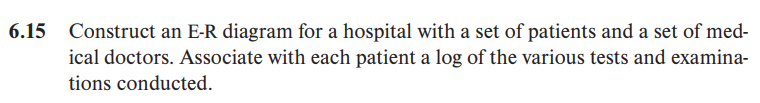 6.15 Construct an E-R diagram for a hospital with a set of patients and a set of med-
ical doctors. Associate with each patient a log of the various tests and examina-
tions conducted.